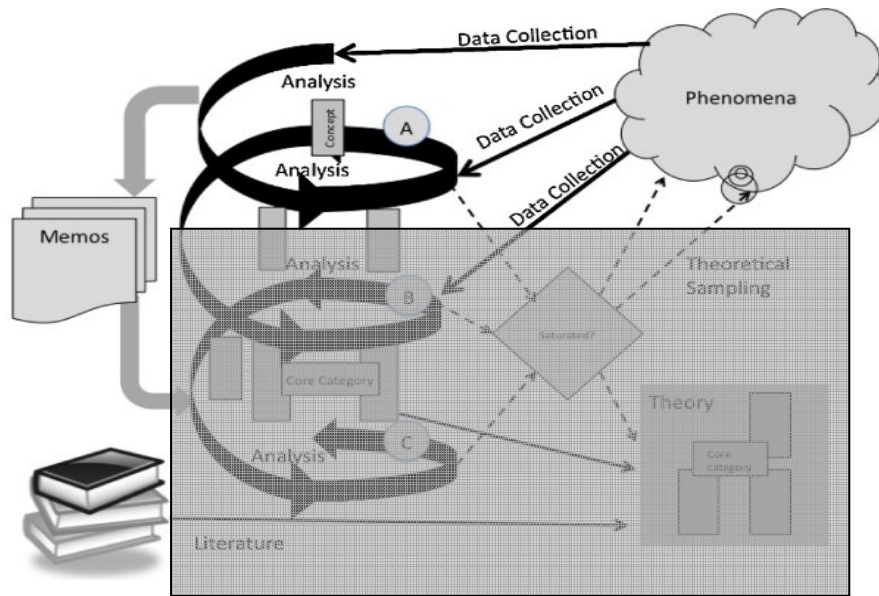 Data Collection
Analysis
Phenomena
Concept
A
Data Collection
Analysis
Data Collection
Memos
Analysis
Theoretical
Sampling
B
Saturated?
Core Category
Theory
C
Analysis
Core
category
Literature